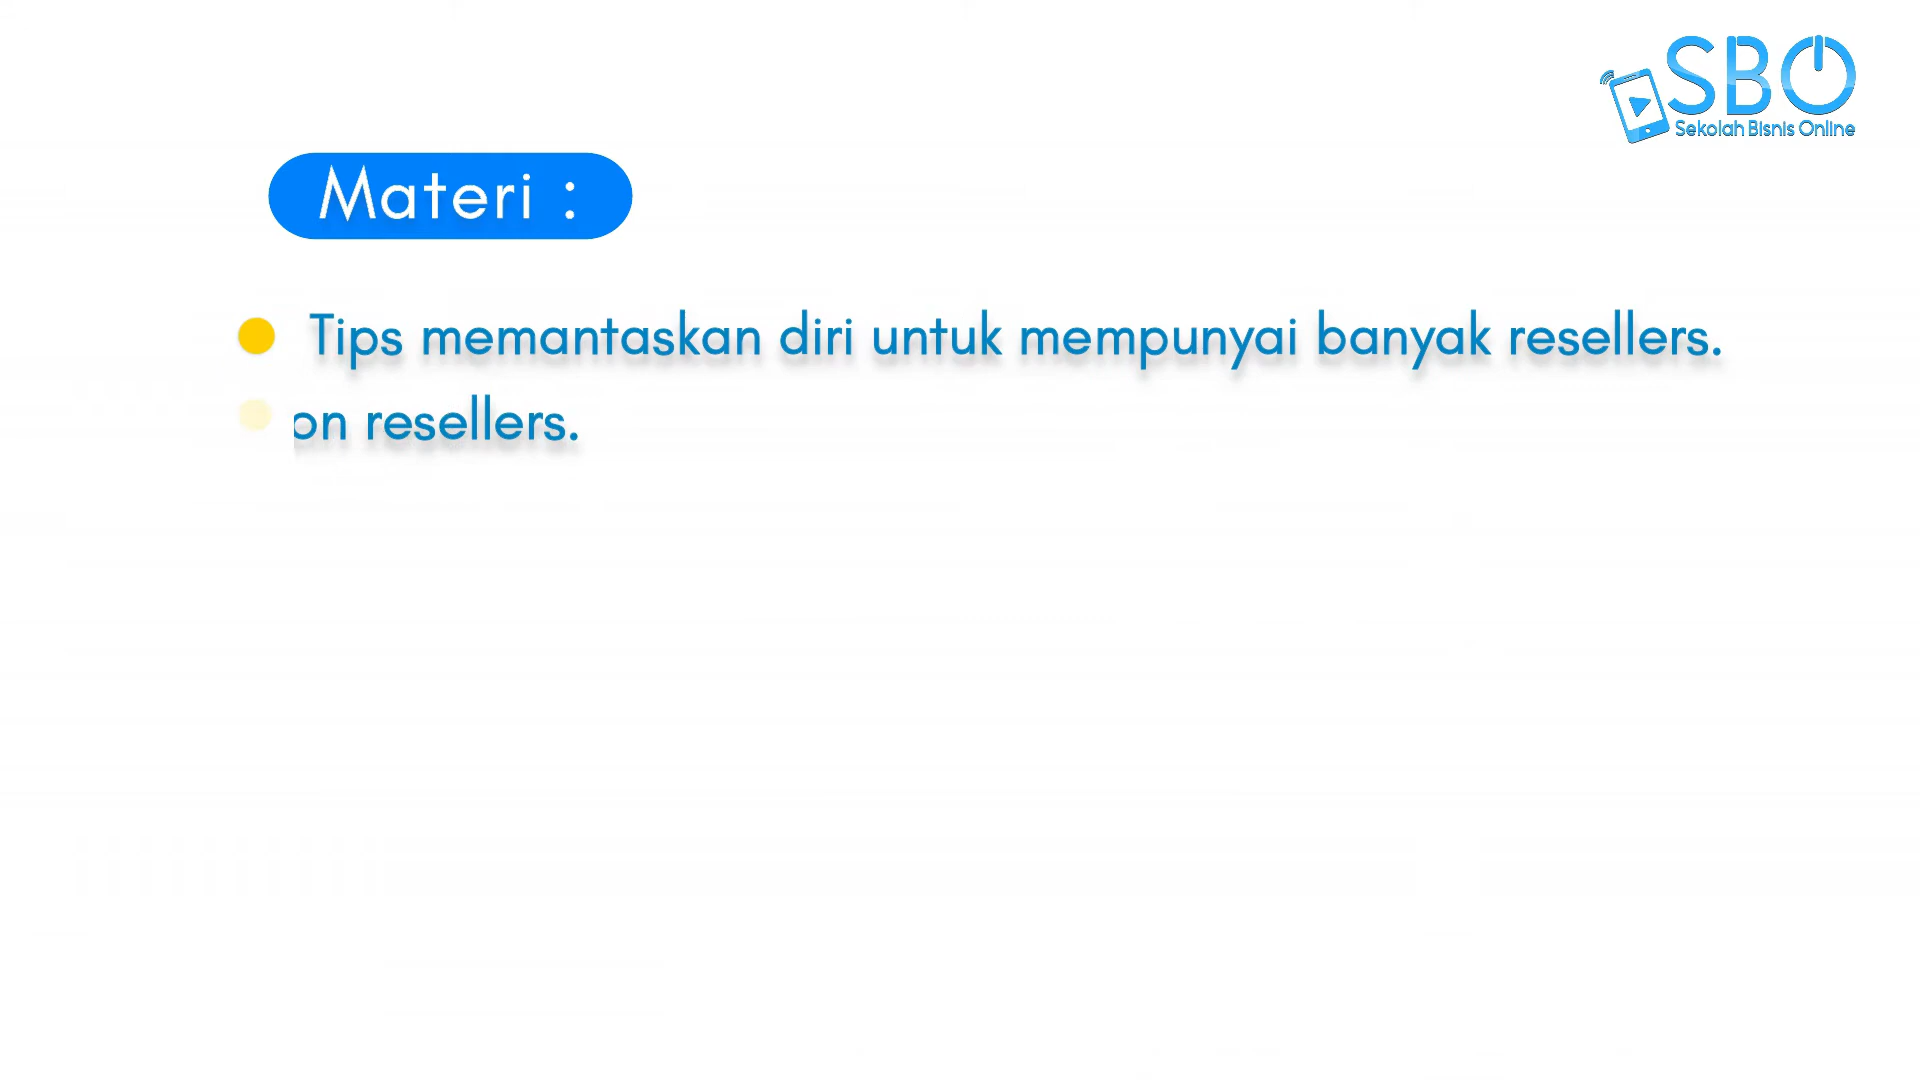 SBO
Sekolah Bisnis Online
Materi :
Tips memantaskan diri untuk mempunyai banyak resellers.
on resellers.